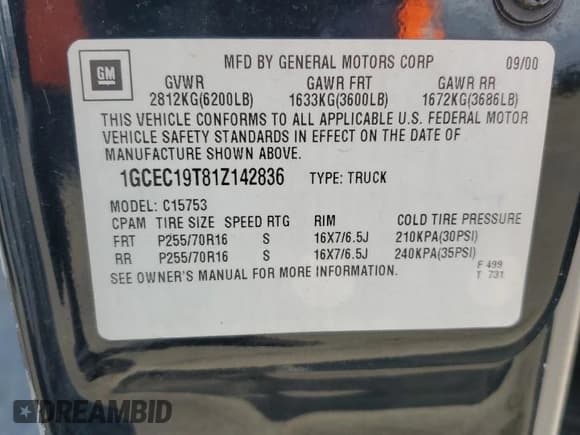 GM
MFD BY GENERAL MOTORS CORP 09/00
GVWR GAWR FRT GAWR RR
2812KG(6200LB) 1633KG(3600LB) 1672KG(3686LB)
THIS VEHICLE CONFORMS TO ALL APPLICABLE U.S. FEDERAL MOTOR
VEHICLE SAFETY STANDARDS IN EFFECT ON THE DATE OF
MANUFACTURE SHOWN ABOVE.
1GCEC19T81Z142836 TYPE: TRUCK
MODEL: C15753
CPAM TIRE SIZE SPEED RTG RIM COLD TIRE PRESSURE
FRT P255/70R16 S 16X7/6.5J 210KPA(30PSI)
RR P255/70R16 S 16X7/6.5J 240KPA(35PSI)
SEE OWNER'S MANUAL FOR MORE INFORMATION.
F 499
T 731
DREAMBID